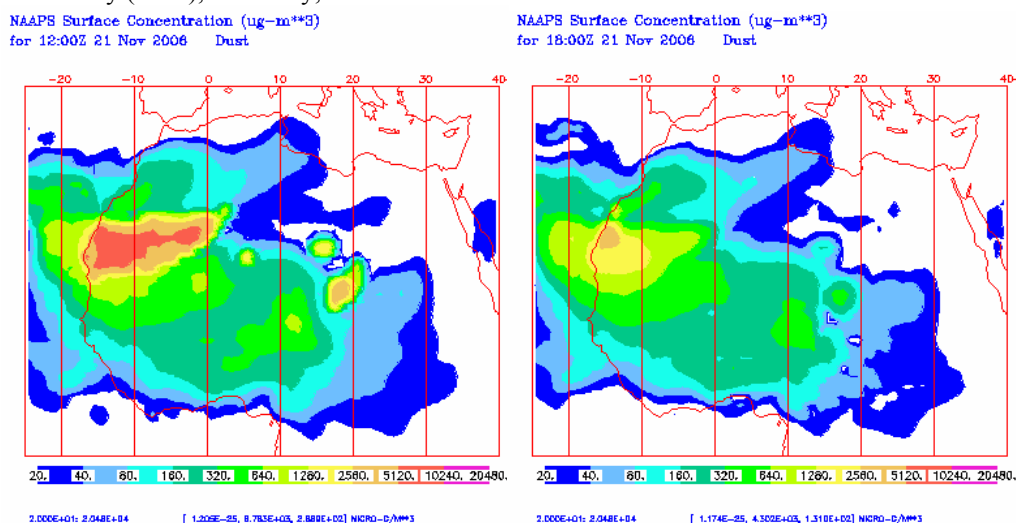 NAAPS Surface Concentration (ug-m**3)
for 12:00Z 21 Nov 2006 Dust
-20 -10 0 10 20 30 40
20. 40. 80. 160. 320. 640. 1280. 2560. 5120. 10240. 20480.
2.000E+01: 2.048E+04 [ 1.205E-25, 8.783E+03, 2.889E+02] MICRO-G/M**3
NAAPS Surface Concentration (ug-m**3)
for 18:00Z 21 Nov 2006 Dust
-20 -10 0 10 20 30 40
20. 40. 80. 160. 320. 640. 1280. 2560. 5120. 10240. 20480.
2.000E+01: 2.048E+04 [ 1.174E-25, 4.302E+03, 1.310E+02] MICRO-G/M**3